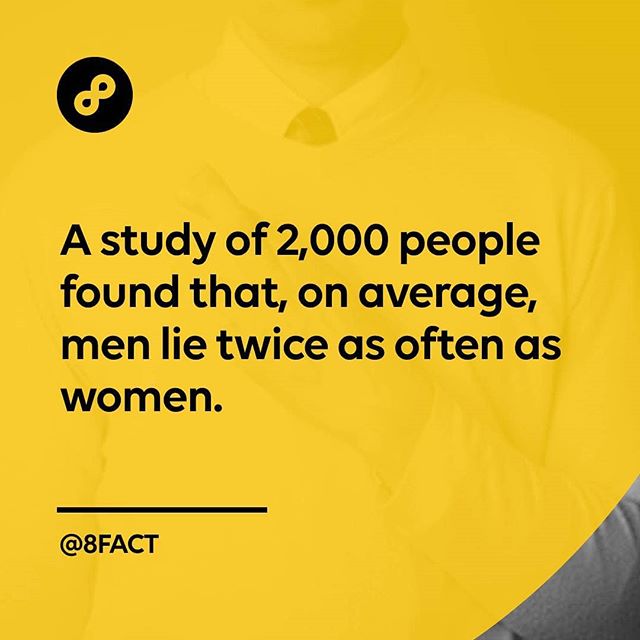 A study of 2,000 people
found that, on average,
men lie twice as often as
women.
@8FACT